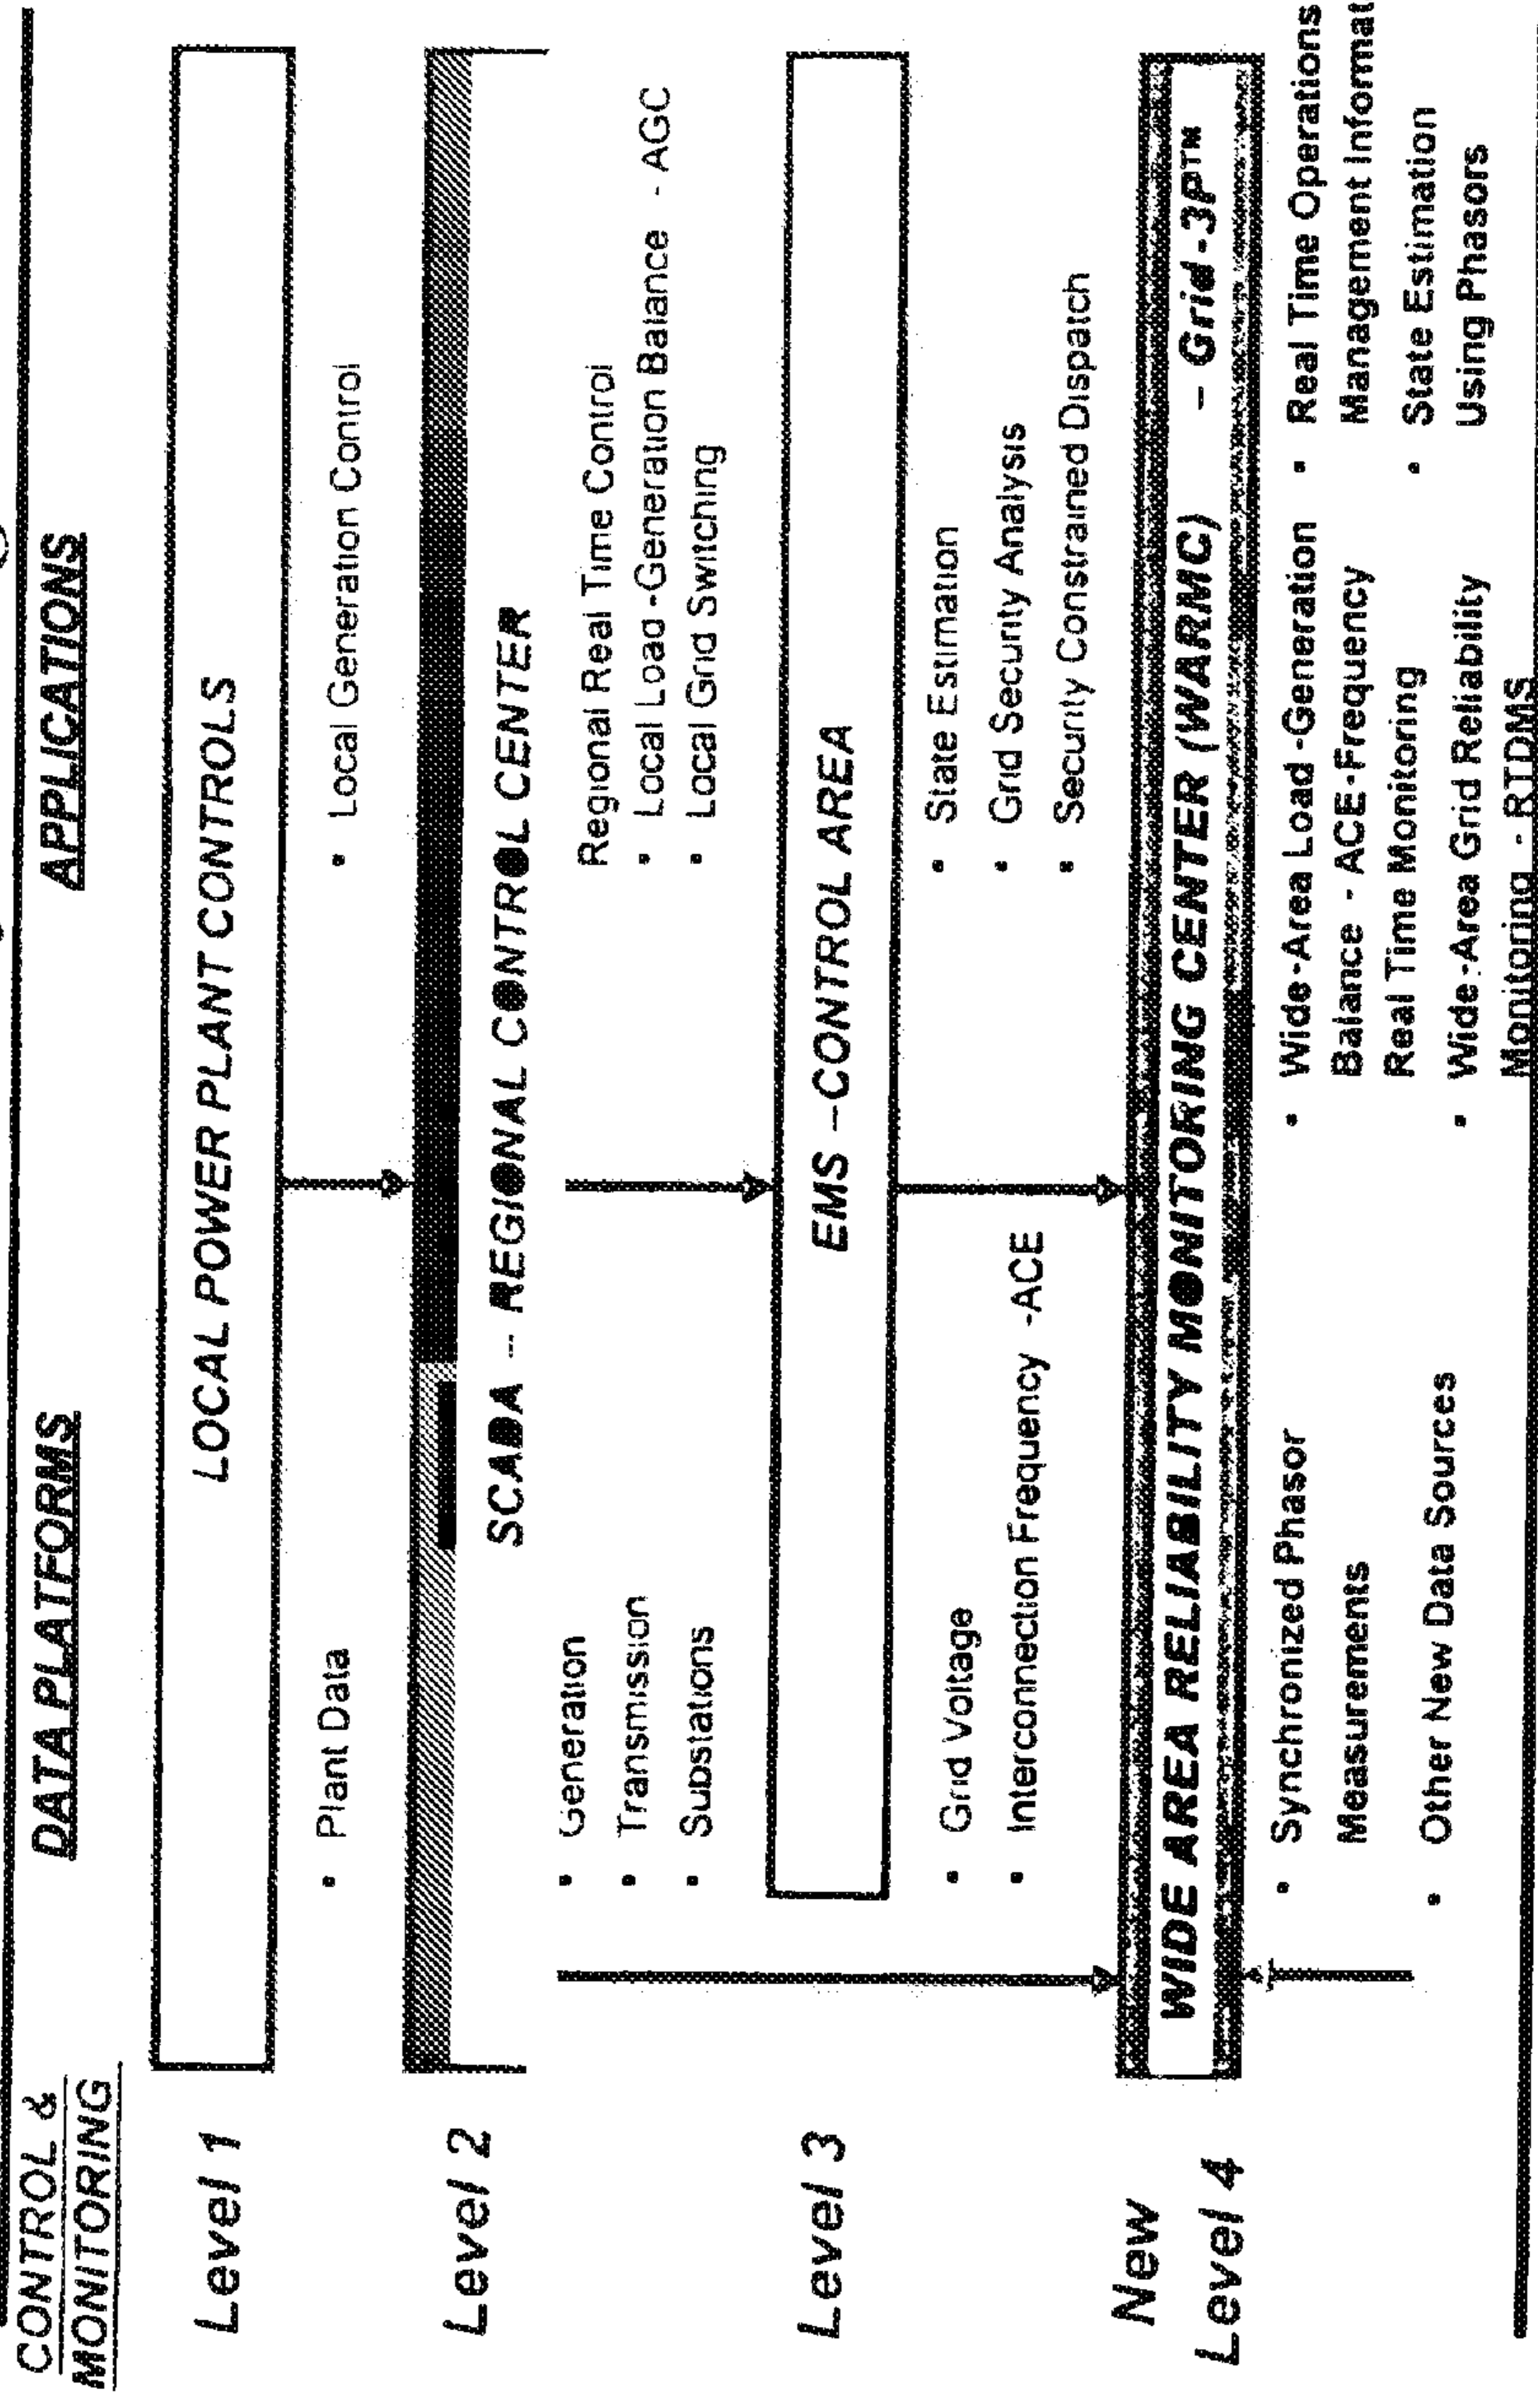 CONTROL &
MONITORING
DATA PLATFORMS
APPLICATIONS
Level 1
LOCAL POWER PLANT CONTROLS
• Plant Data
• Local Generation Control
Level 2
SCADA – REGIONAL CONTROL CENTER
• Generation
• Transmission
• Substations
Regional Real Time Control
• Local Load-Generation Balance - AGC
• Local Grid Switching
Level 3
EMS –CONTROL AREA
• Grid Voltage
• Interconnection Frequency -ACE
• State Estimation
• Grid Security Analysis
• Security Constrained Dispatch
New
Level 4
WIDE AREA RELIABILITY MONITORING CENTER (WARMC) – Grid-3P™
• Synchronized Phasor
Measurements
• Other New Data Sources
• Wide-Area Load-Generation
Balance - ACE-Frequency
Real Time Monitoring
• Wide-Area Grid Reliability
Monitoring - RTDMS
• Real Time Operations
Management Informat
• State Estimation
Using Phasors